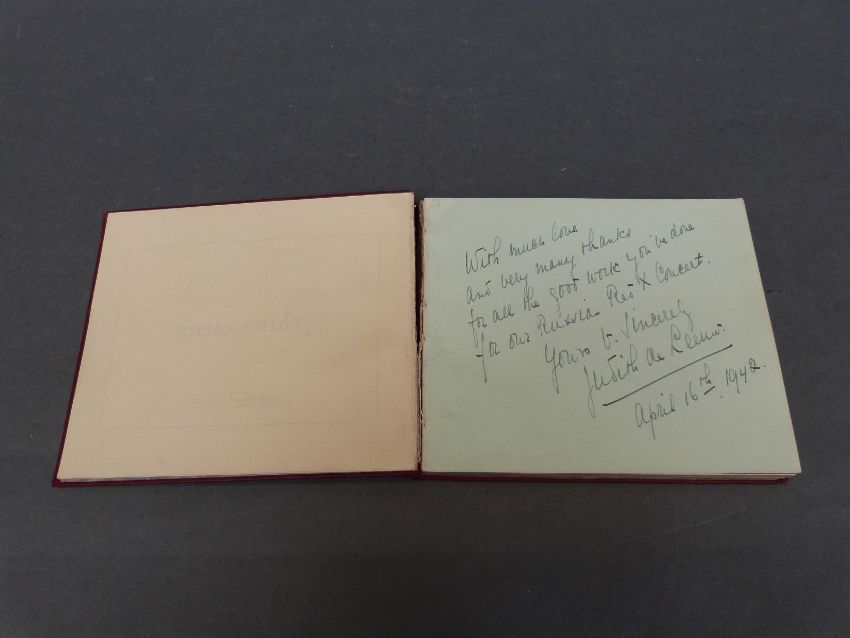 With much love
and very many thanks
for all the good work you've done
for our Russian Red X Concert.
Yours v. Sincerely
Judith de Leeuw.
April 16th, 1942.